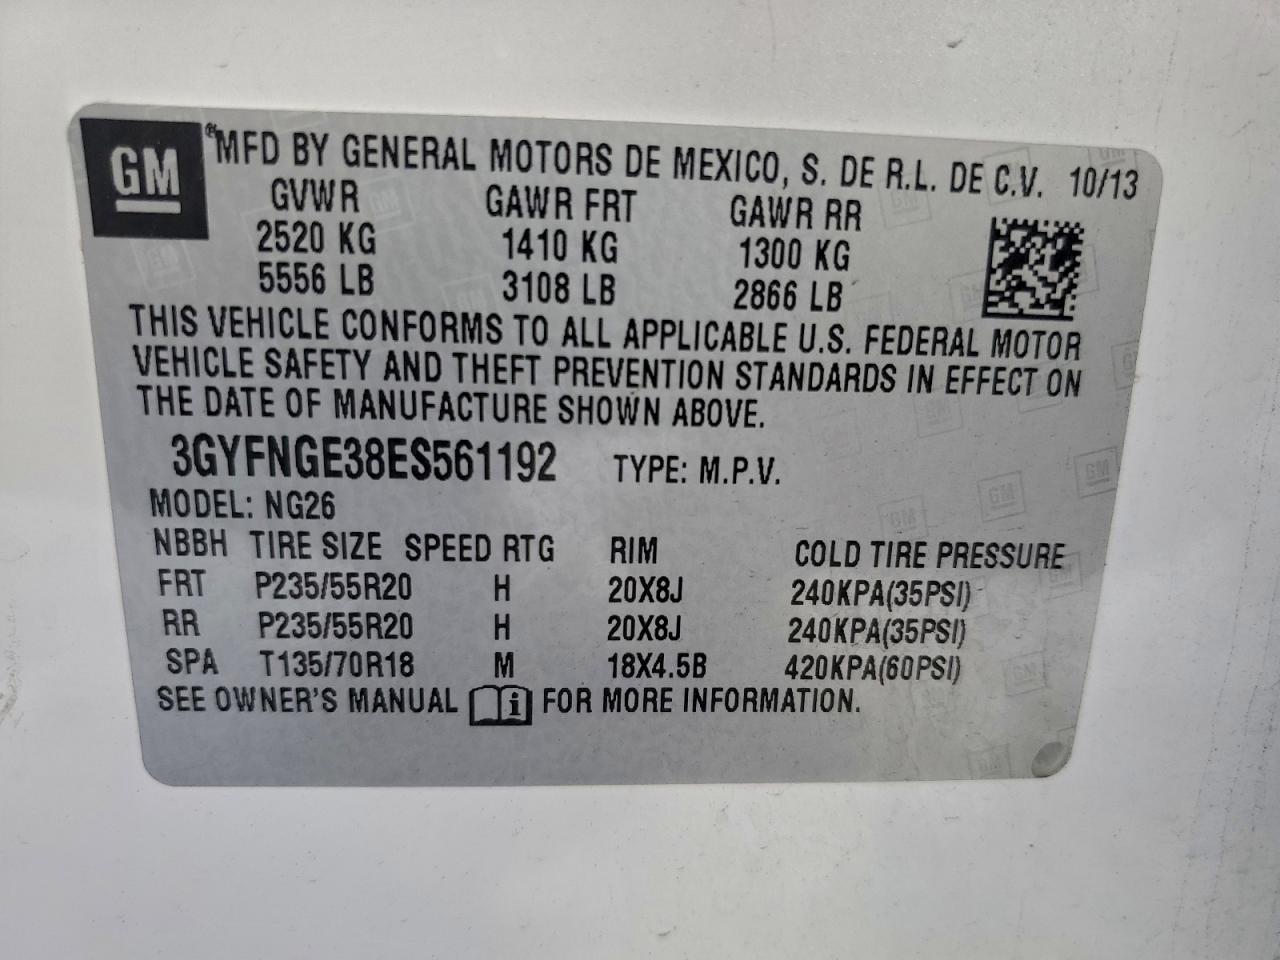 GM
®MFD BY GENERAL MOTORS DE MEXICO, S. DE R.L. DE C.V. 10/13
GVWR GAWR FRT GAWR RR
2520 KG 1410 KG 1300 KG
5556 LB 3108 LB 2866 LB
THIS VEHICLE CONFORMS TO ALL APPLICABLE U.S. FEDERAL MOTOR
VEHICLE SAFETY AND THEFT PREVENTION STANDARDS IN EFFECT ON
THE DATE OF MANUFACTURE SHOWN ABOVE.
3GYFNGE38ES561192 TYPE: M.P.V.
MODEL: NG26
NBBH TIRE SIZE SPEED RTG RIM COLD TIRE PRESSURE
FRT P235/55R20 H 20X8J 240KPA(35PSI)
RR P235/55R20 H 20X8J 240KPA(35PSI)
SPA T135/70R18 M 18X4.5B 420KPA(60PSI)
SEE OWNER'S MANUAL i FOR MORE INFORMATION.